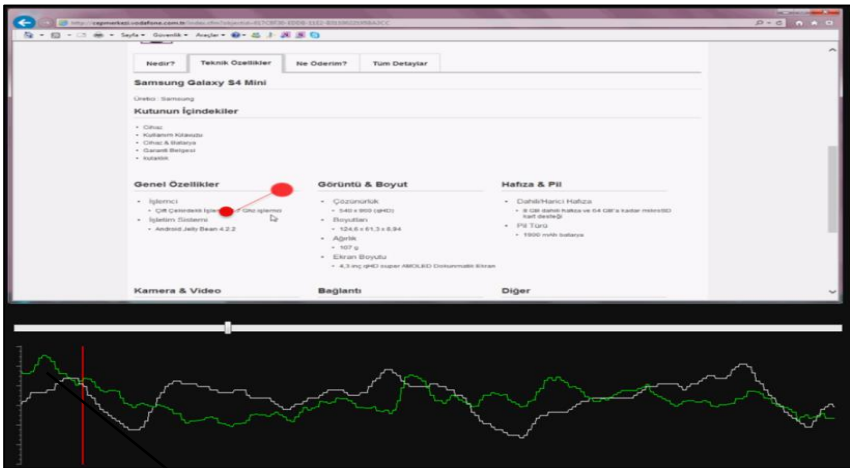 Sayfa Güvenlik Araçlar
Nedir? Teknik Özellikler Ne Öderim? Tüm Detaylar
Samsung Galaxy S4 Mini
Üretici : Samsung
Kutunun İçindekiler
Cihaz
Kullanım Kılavuzu
Cihaz & Batarya
Garanti Belgesi
Kulaklık
Genel Özellikler
İşlemci
Çift Çekirdekli
İşletim Sistemi
Android Jelly Bean 4.2.2
Görüntü & Boyut
Çözünürlük
540 x 960 (qHD)
Boyutları
124,6 x 61,3 x 8,94
Ağırlık
107 g
Ekran Boyutu
4,3 inç qHD super AMOLED Dokunmatik Ekran
Hafıza & Pil
Dahili/Harici Hafıza
8 GB dahili hafıza ve 64 GB'a kadar mikroSD
kart desteği
Pil Türü
1900 mAh batarya
Kamera & Video
Bağlantı
Diğer